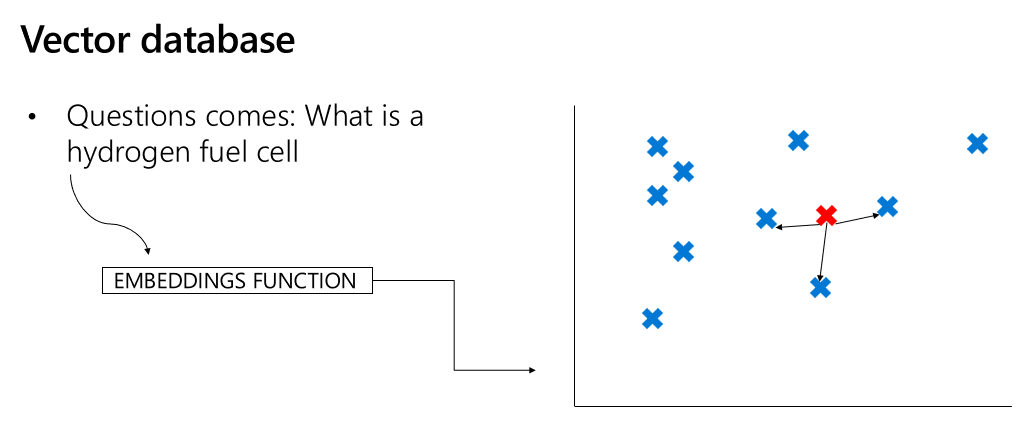 Vector database
• Questions comes: What is a
hydrogen fuel cell
EMBEDDINGS FUNCTION